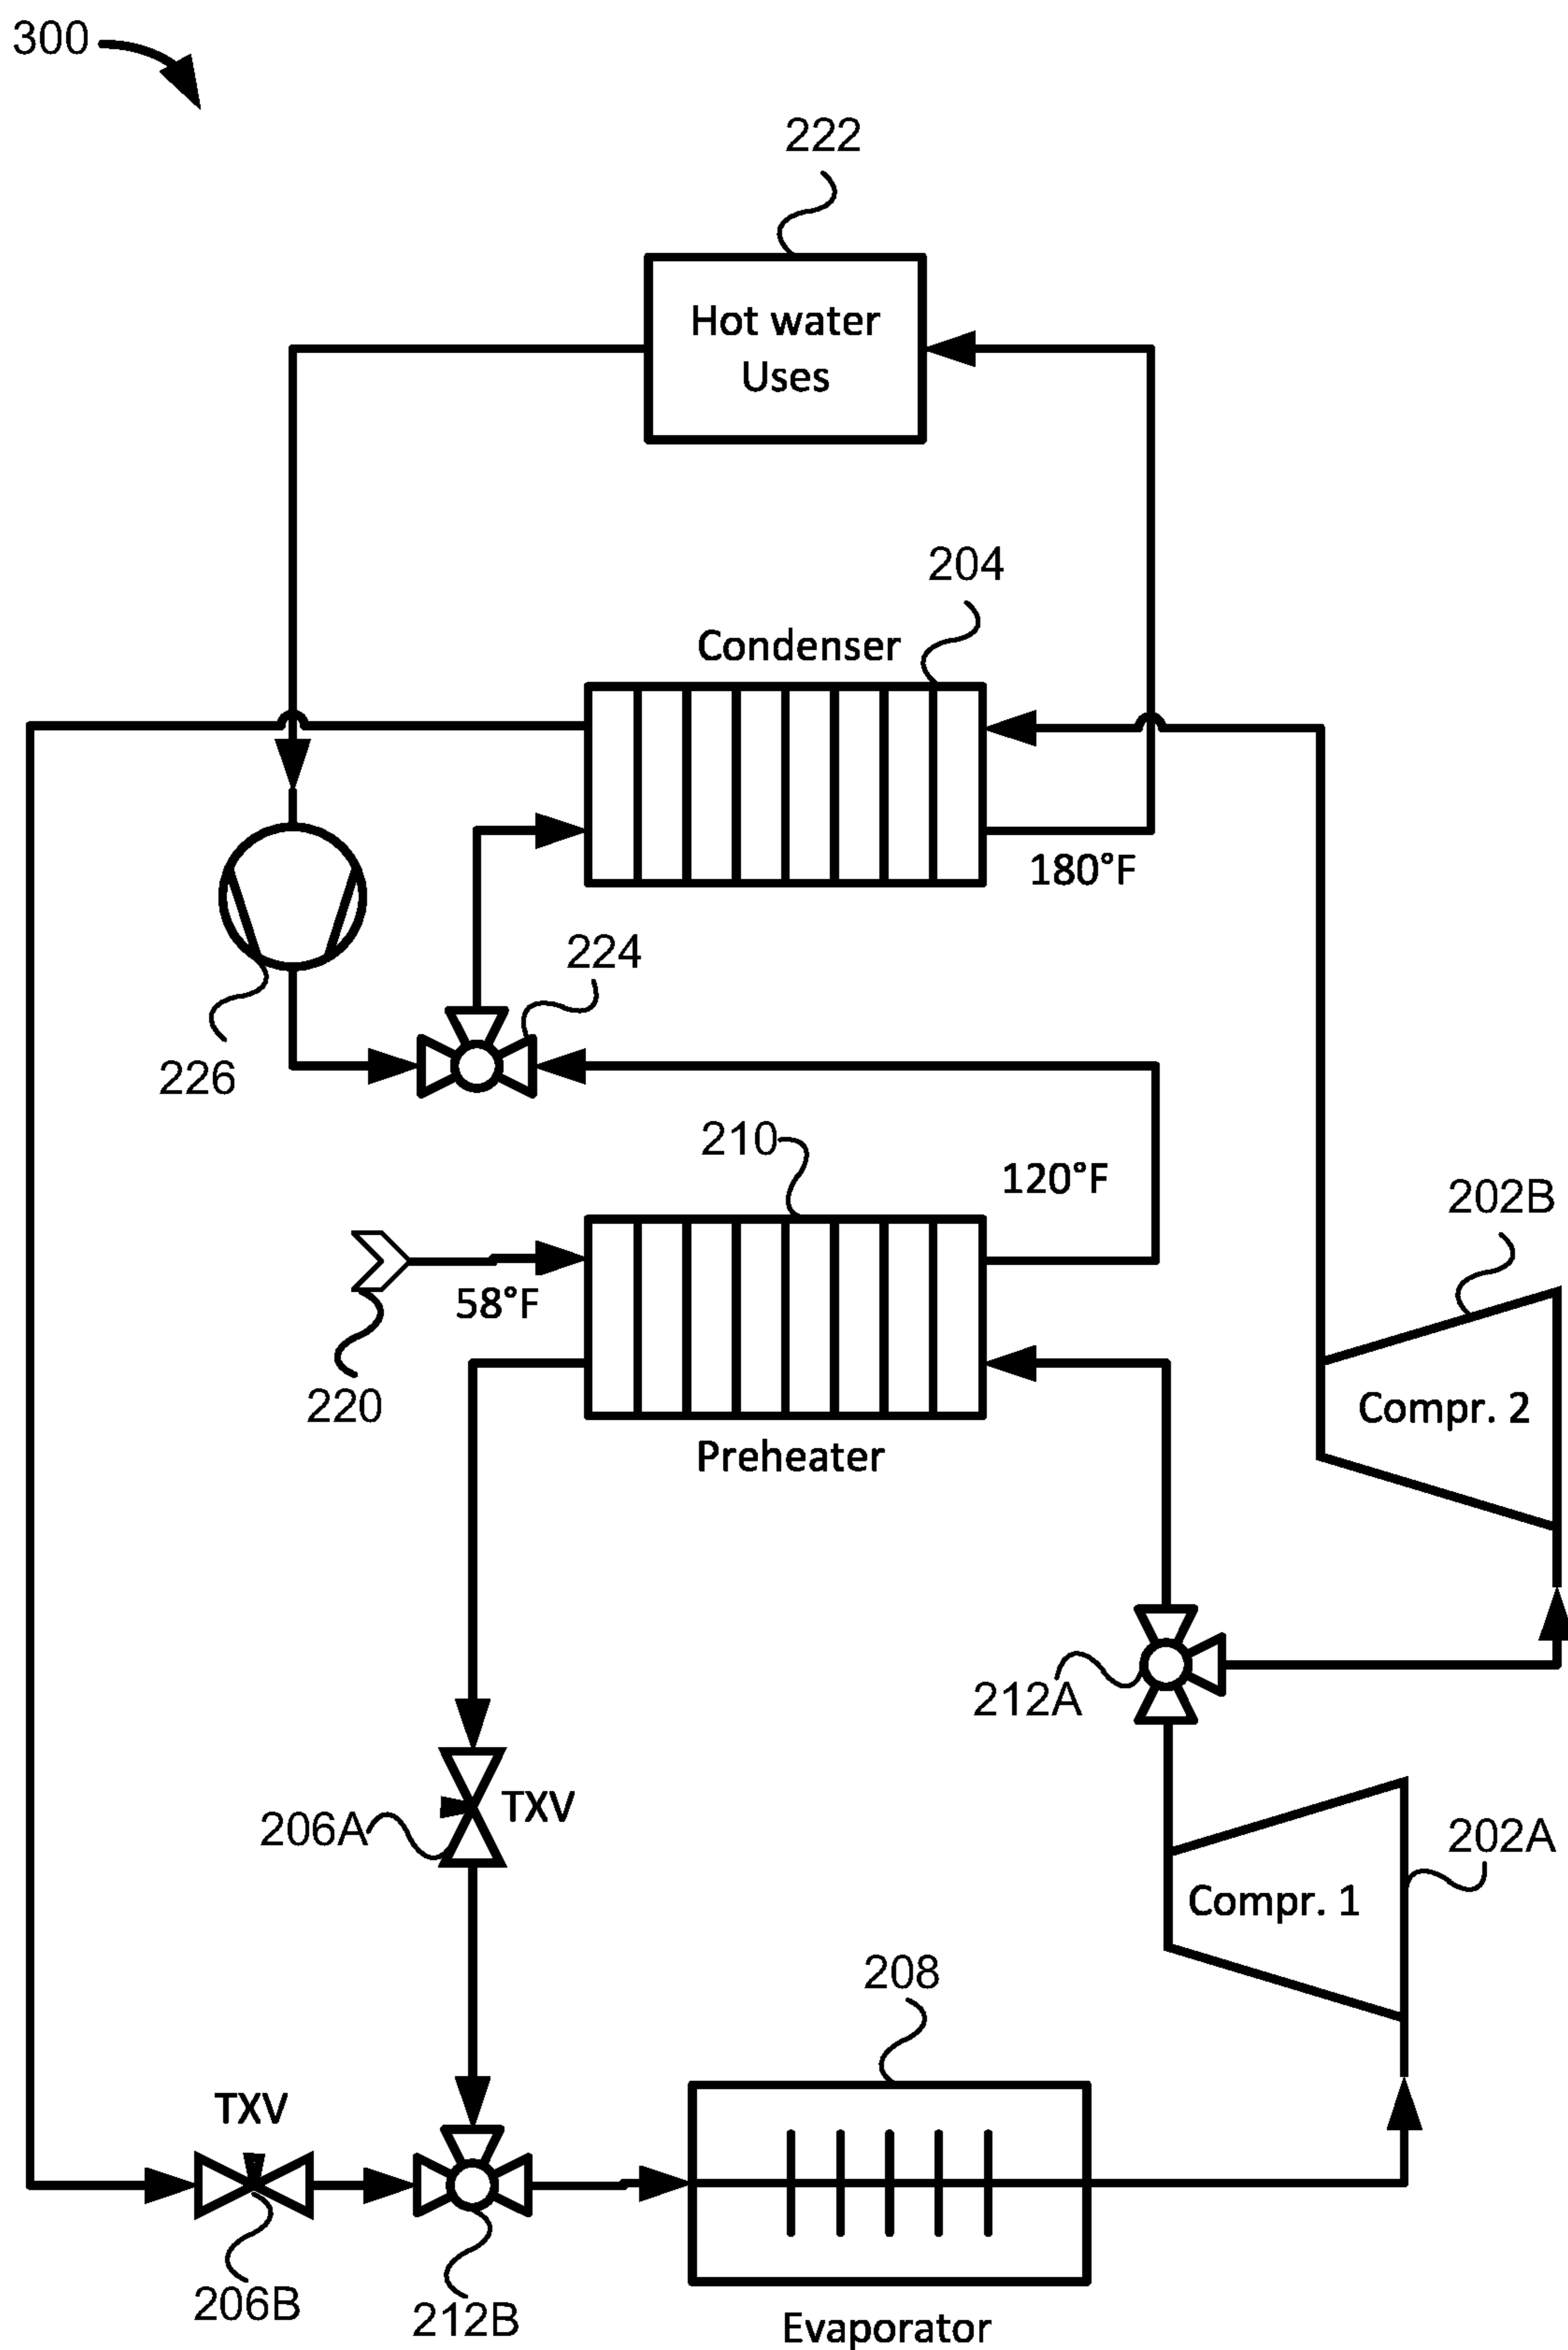 300
222
Hot water
Uses
204
Condenser
180°F
224
226
210
120°F
202B
58°F
220
Compr. 2
Preheater
212A
206A
TXV
202A
Compr. 1
208
TXV
206B
212B
Evaporator